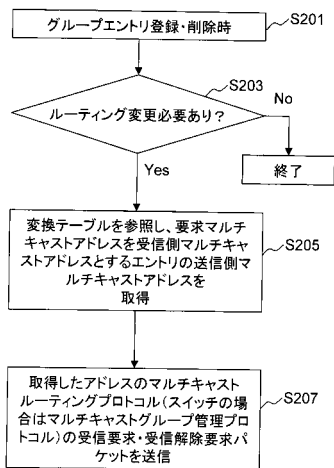 グループエントリ登録・削除時
S201
S203
ルーティング変更必要あり?
No
Yes
終了
変換テーブルを参照し、要求マルチ
キャストアドレスを受信側マルチキャ
ストアドレスとするエントリの送信側マ
ルチキャストアドレスを
取得
S205
取得したアドレスのマルチキャスト
ルーティングプロトコル(スイッチの場
合はマルチキャストグループ管理プロ
トコル)の受信要求・受信解除要求パ
ケットを送信
S207